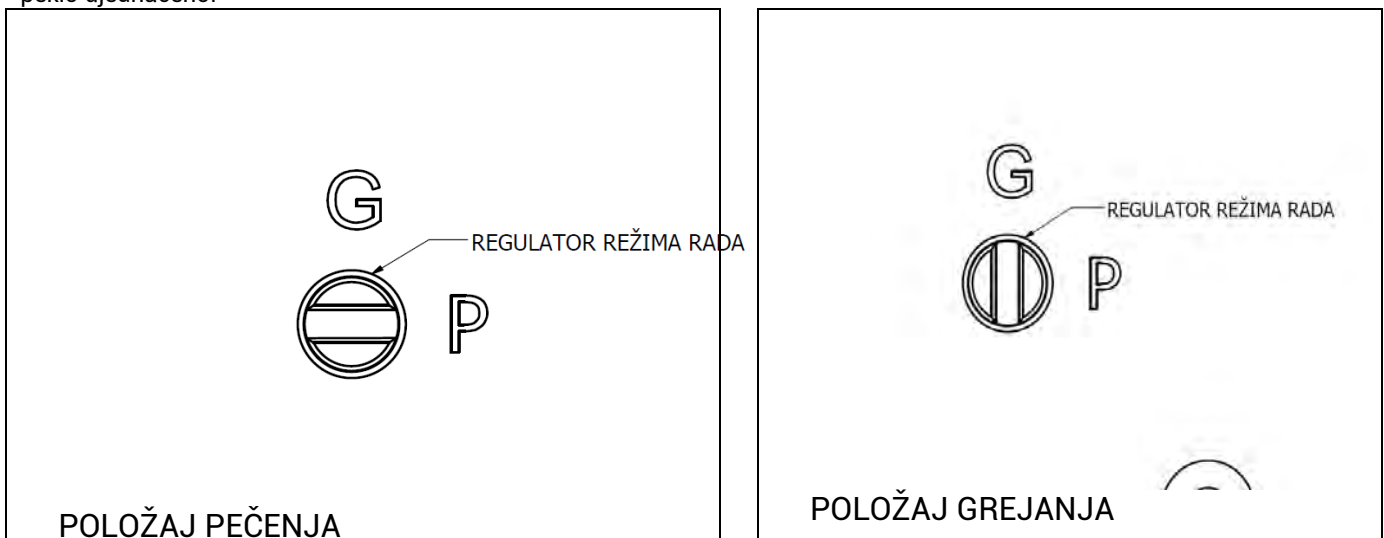 G
REGULATOR REŽIMA RADA
P
POLOŽAJ PEČENJA
G
REGULATOR REŽIMA RADA
P
POLOŽAJ GREJANJA